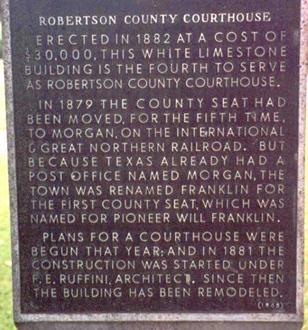 ROBERTSON COUNTY COURTHOUSE
ERECTED IN 1882 AT A COST OF
$30,000, THIS WHITE LIMESTONE
BUILDING IS THE FOURTH TO SERVE
AS ROBERTSON COUNTY COURTHOUSE.
IN 1879 THE COUNTY SEAT HAD
BEEN MOVED, FOR THE FIFTH TIME,
TO MORGAN, ON THE INTERNATIONAL
& GREAT NORTHERN RAILROAD. BUT
BECAUSE TEXAS ALREADY HAD A
POST OFFICE NAMED MORGAN, THE
TOWN WAS RENAMED FRANKLIN FOR
THE FIRST COUNTY SEAT, WHICH WAS
NAMED FOR PIONEER WILL FRANKLIN.
PLANS FOR A COURTHOUSE WERE
BEGUN THAT YEAR; AND IN 1881 THE
CONSTRUCTION WAS STARTED UNDER
F. E. RUFFINI, ARCHITECT. SINCE THEN
THE BUILDING HAS BEEN REMODELED.